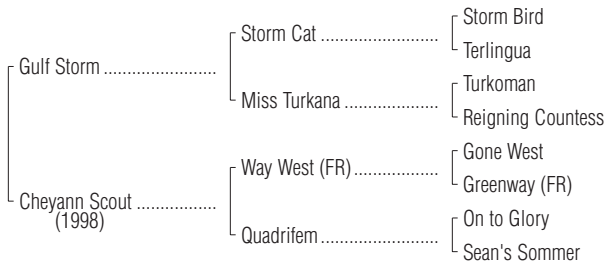 Storm Bird
Storm Cat ......................
Terlingua
Gulf Storm .....................
Turkoman
Miss Turkana ..................
Reigning Countess
Gone West
Way West (FR) ................
Greenway (FR)
Cheyann Scout ...............
(1998)
On to Glory
Quadrifem ......................
Sean's Sommer